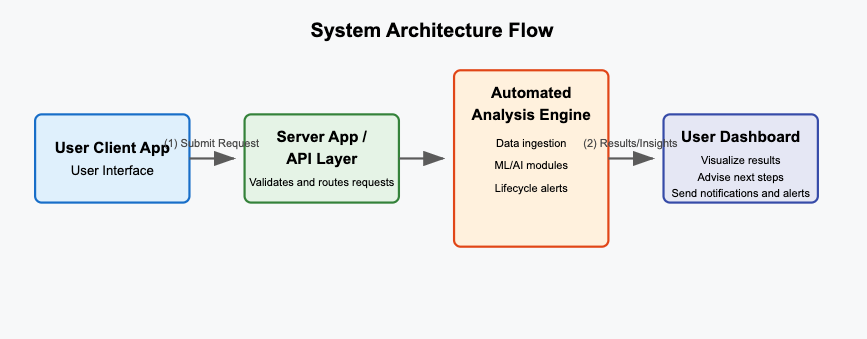 System Architecture Flow
User Client App
User Interface
(1) Submit Request
Server App /
API Layer
Validates and routes requests
Automated
Analysis Engine
Data ingestion
ML/AI modules
Lifecycle alerts
(2) Results/Insights
User Dashboard
Visualize results
Advise next steps
Send notifications and alerts